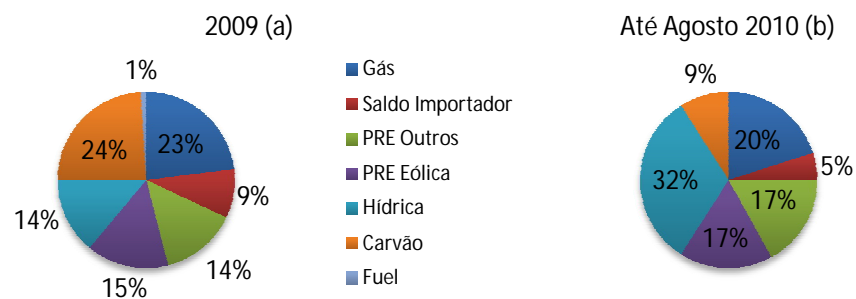 2009 (a)
1%
23%
9%
14%
15%
14%
24%
Gás
Saldo Importador
PRE Outros
PRE Eólica
Hídrica
Carvão
Fuel
Até Agosto 2010 (b)
9%
20%
5%
17%
17%
32%